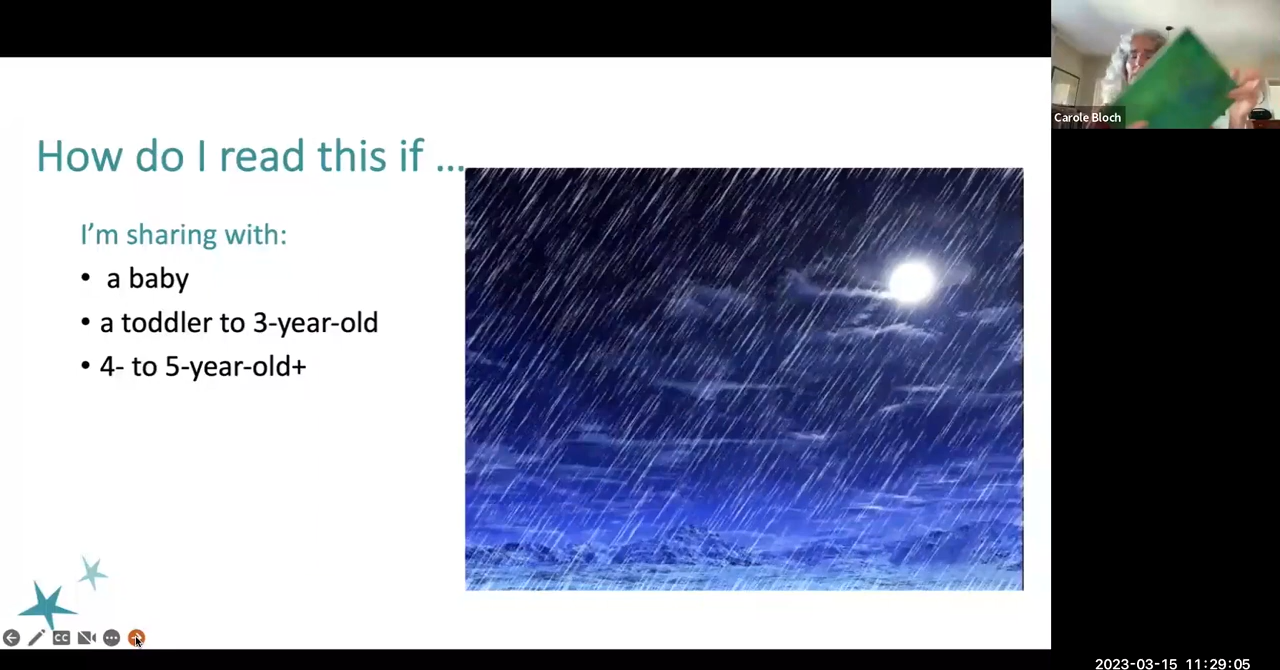 How do I read this if ...
I'm sharing with:
• a baby
• a toddler to 3-year-old
• 4- to 5-year-old+
CC
Carole Bloch
2023-03-15 11:29:05